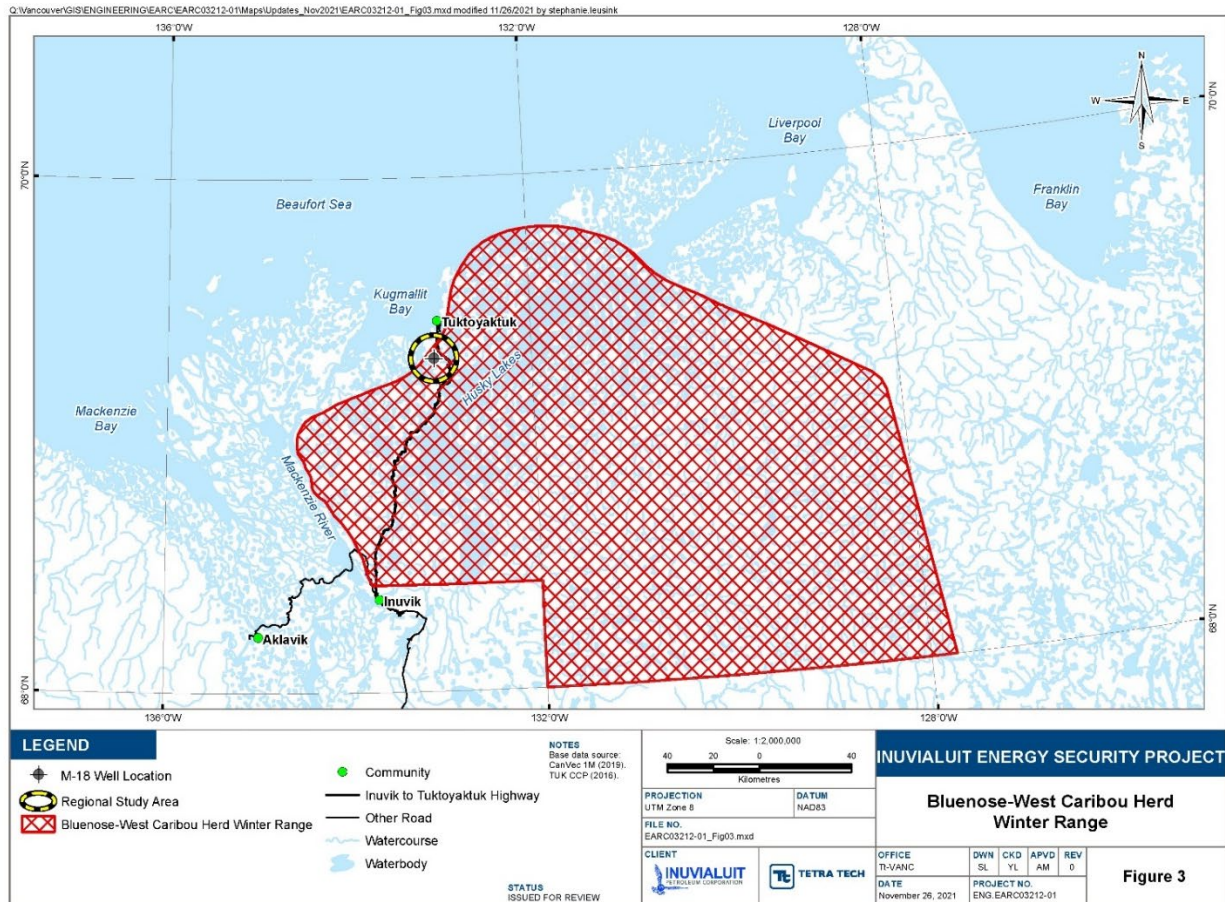 Q:\Vancouver\GIS\ENGINEERING\EARC\EARC03212-01\Maps\Updates_Nov2021\EARC03212-01_Fig03.mxd modified 11/26/2021 by stephanie.leusink
136°0'W
132°0'W
128°0'W
N
W
E
S
70°0'N
70°0'N
Liverpool
Bay
Franklin
Bay
Beaufort Sea
Kugmallit
Bay
Tuktoyaktuk
Husky Lakes
Mackenzie
Bay
Mackenzie River
Inuvik
Aklavik
68°0'N
68°0'N
136°0'W
132°0'W
128°0'W
LEGEND
M-18 Well Location
Regional Study Area
Bluenose-West Caribou Herd Winter Range
Community
Inuvik to Tuktoyaktuk Highway
Other Road
Watercourse
Waterbody
NOTES
Base data source:
CanVec 1M (2019).
TUK CCP (2016).
STATUS
ISSUED FOR REVIEW
Scale: 1:2,000,000
40 20 0 40
Kilometres
PROJECTION
UTM Zone 8
DATUM
NAD83
FILE NO.
EARC03212-01_Fig03.mxd
CLIENT
INUVIALUIT
PETROLEUM CORPORATION
Tt TETRA TECH
INUVIALUIT ENERGY SECURITY PROJECT
Bluenose-West Caribou Herd
Winter Range
OFFICE
Tt-VANC
DWN CKD APVD REV
SL YL AM 0
DATE
November 26, 2021
PROJECT NO.
ENG.EARC03212-01
Figure 3